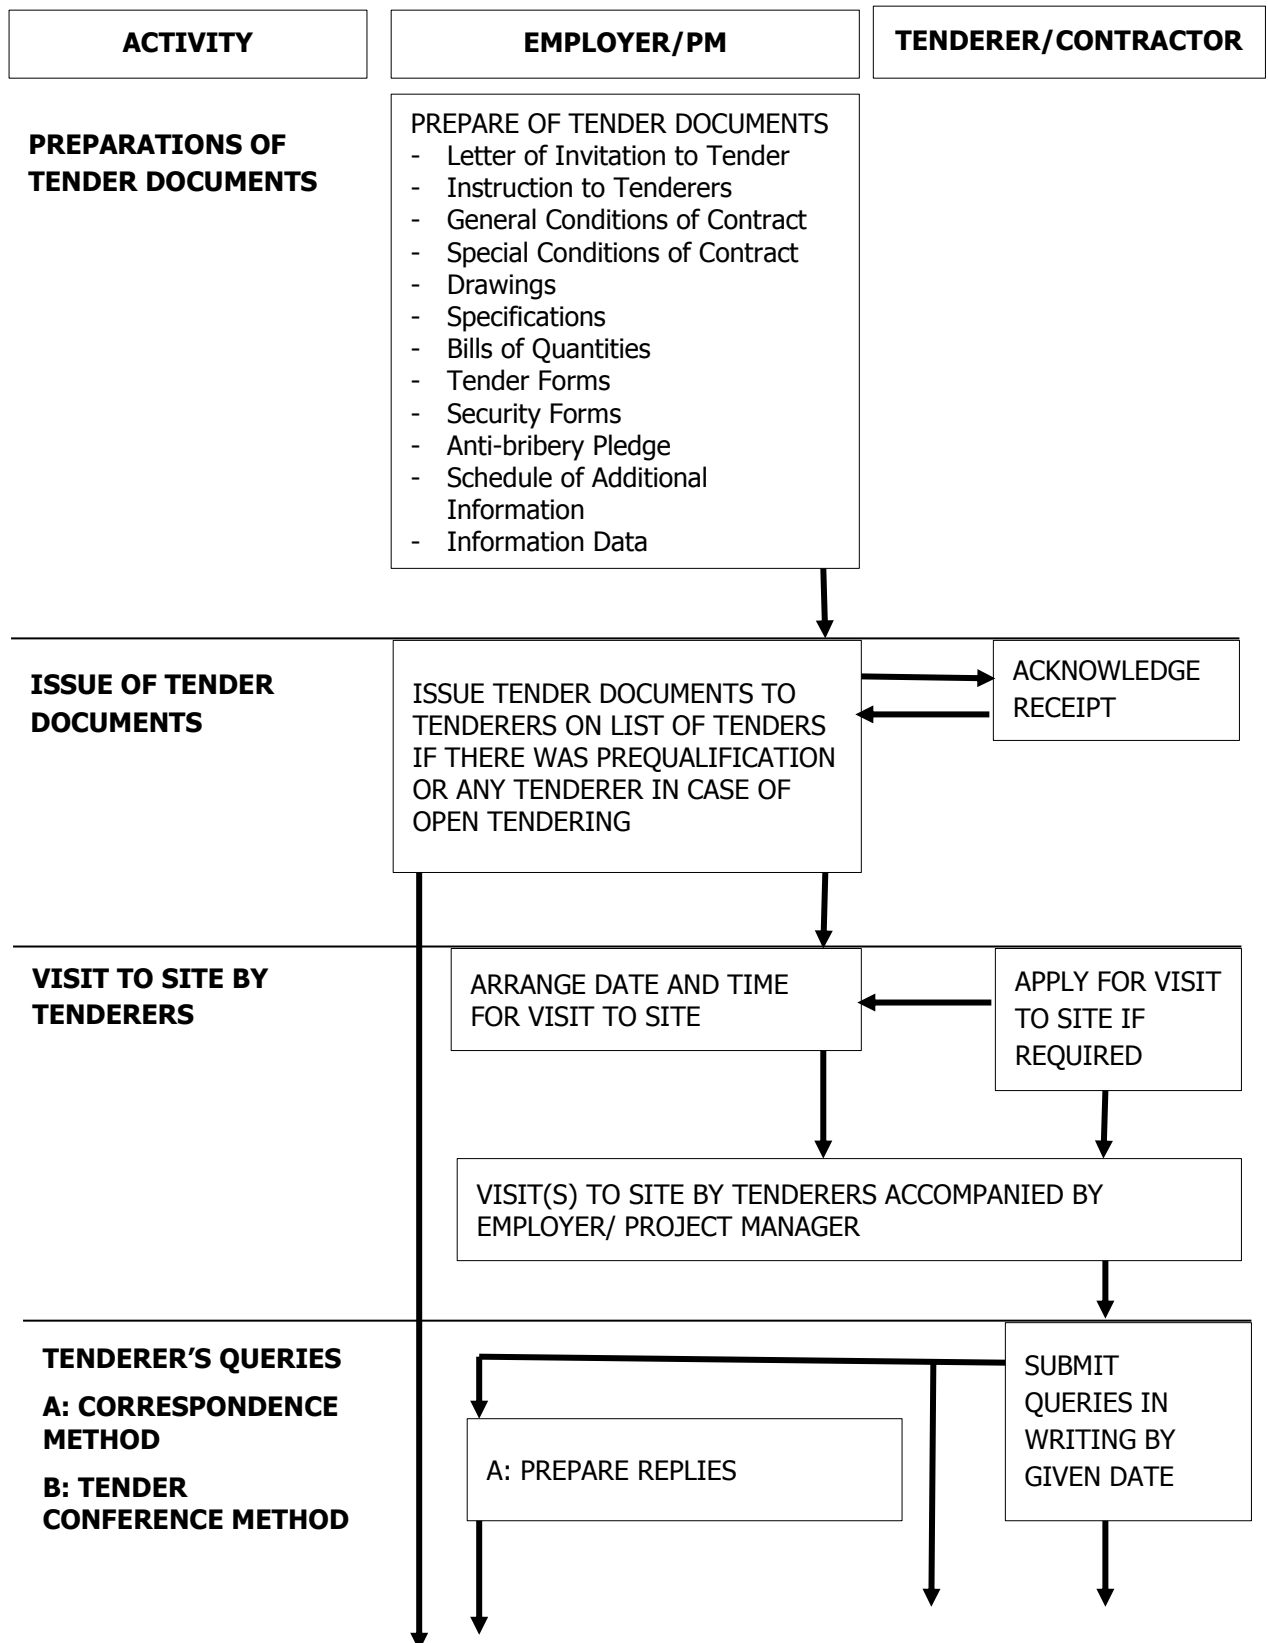 ACTIVITY
EMPLOYER/PM
TENDERER/CONTRACTOR
PREPARATIONS OF
TENDER DOCUMENTS
PREPARE OF TENDER DOCUMENTS
- Letter of Invitation to Tender
- Instruction to Tenderers
- General Conditions of Contract
- Special Conditions of Contract
- Drawings
- Specifications
- Bills of Quantities
- Tender Forms
- Security Forms
- Anti-bribery Pledge
- Schedule of Additional
Information
- Information Data
ISSUE OF TENDER
DOCUMENTS
ISSUE TENDER DOCUMENTS TO
TENDERERS ON LIST OF TENDERS
IF THERE WAS PREQUALIFICATION
OR ANY TENDERER IN CASE OF
OPEN TENDERING
ACKNOWLEDGE
RECEIPT
VISIT TO SITE BY
TENDERERS
ARRANGE DATE AND TIME
FOR VISIT TO SITE
APPLY FOR VISIT
TO SITE IF
REQUIRED
VISIT(S) TO SITE BY TENDERERS ACCOMPANIED BY
EMPLOYER/ PROJECT MANAGER
TENDERER’S QUERIES
A: CORRESPONDENCE
METHOD
B: TENDER
CONFERENCE METHOD
A: PREPARE REPLIES
SUBMIT
QUERIES IN
WRITING BY
GIVEN DATE